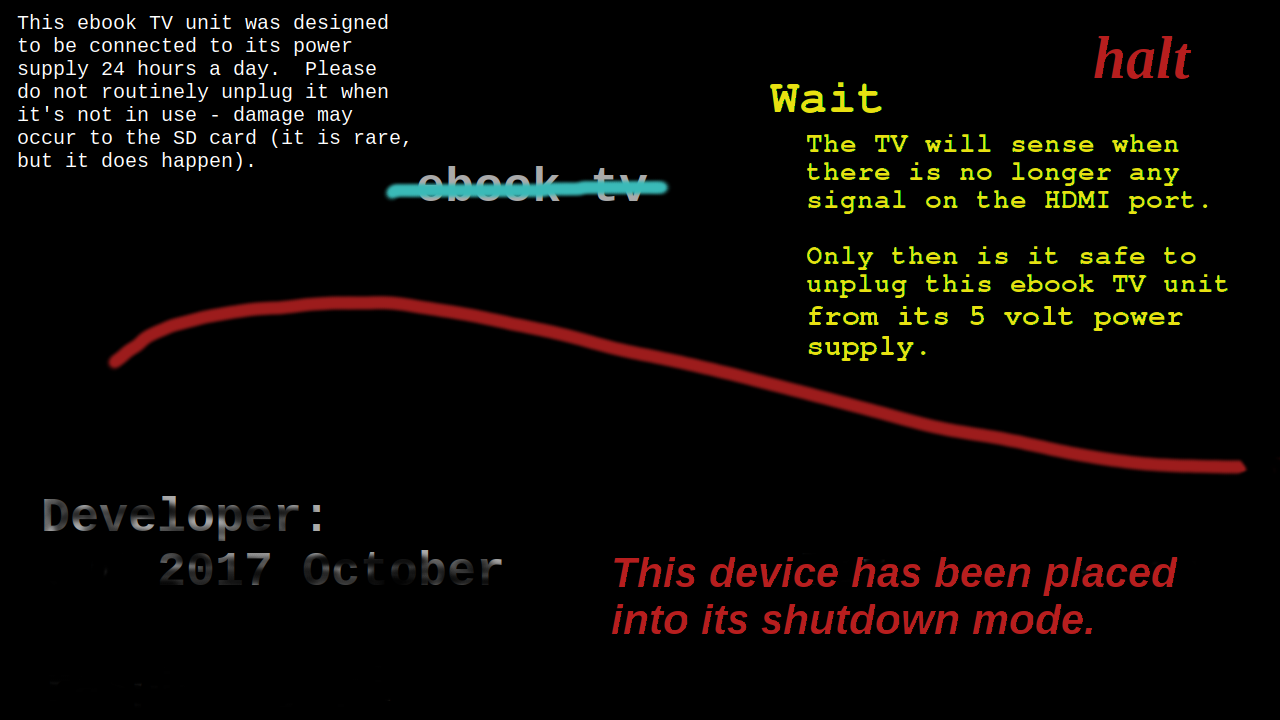 This ebook TV unit was designed
to be connected to its power
supply 24 hours a day.  Please
do not routinely unplug it when
it's not in use - damage may
occur to the SD card (it is rare,
but it does happen).
ebook tv
halt
Wait
The TV will sense when
there is no longer any
signal on the HDMI port.
Only then is it safe to
unplug this ebook TV unit
from its 5 volt power
supply.
Developer:
2017 October
This device has been placed
into its shutdown mode.